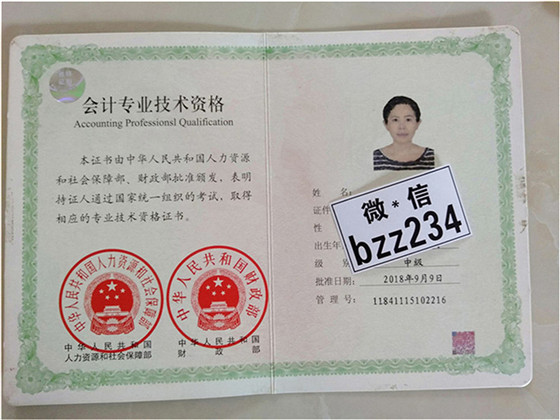 会计专业技术资格
Accounting Professionsl Qualification
本证书由中华人民共和国人力资源
和社会保障部、财政部批准颁发，表明
持证人通过国家统一组织的考试，取得
相应的专业技术资格证书。
中华人民共和国人力资源和社会保障部
中华人民共和国财政部
中华人民共和国
人力资源和社会保障部
中华人民共和国
财政部
姓名:
证件
性
出生年
级别
中级
批准日期: 2018年9月9日
管理号: 11841115102216
微*信
bzz234